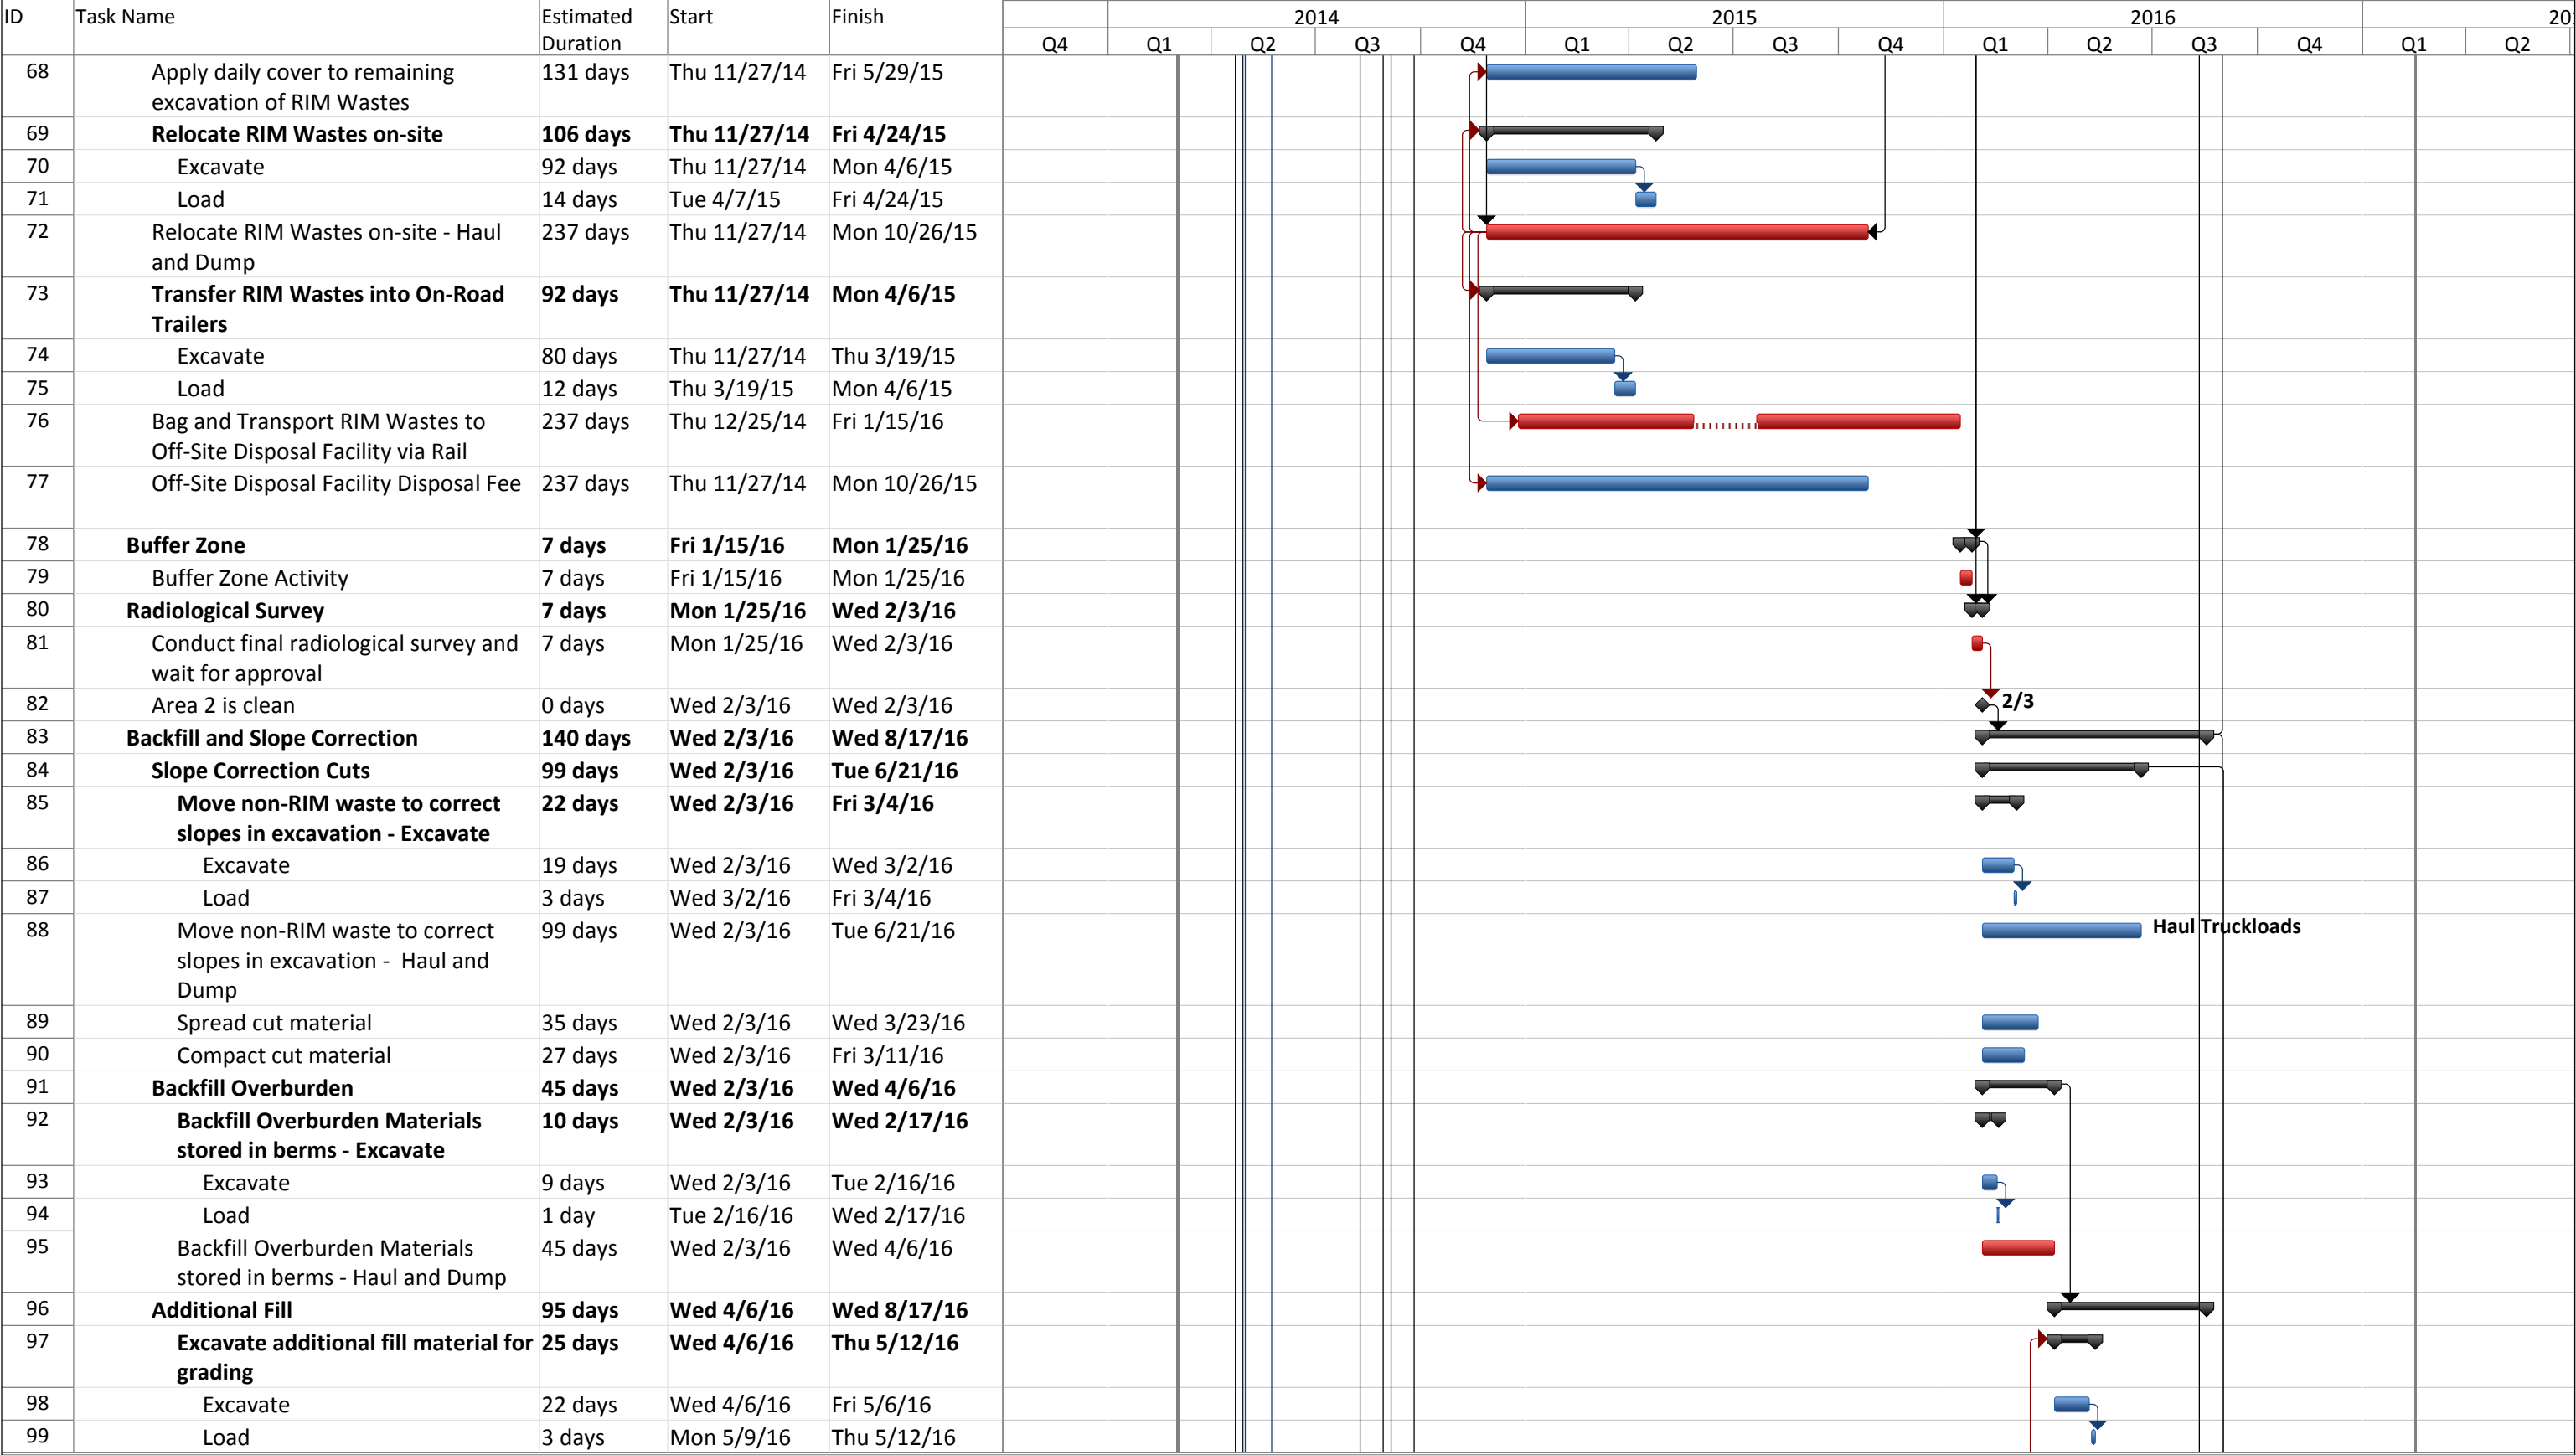 ID Task Name Estimated Duration Start Finish 2014 2015 2016 20
Q4 Q1 Q2 Q3 Q4 Q1 Q2 Q3 Q4 Q1 Q2 Q3 Q4 Q1 Q2
68 Apply daily cover to remaining 131 days Thu 11/27/14 Fri 5/29/15
excavation of RIM Wastes
69 Relocate RIM Wastes on-site 106 days Thu 11/27/14 Fri 4/24/15
70 Excavate 92 days Thu 11/27/14 Mon 4/6/15
71 Load 14 days Tue 4/7/15 Fri 4/24/15
72 Relocate RIM Wastes on-site - Haul 237 days Thu 11/27/14 Mon 10/26/15
and Dump
73 Transfer RIM Wastes into On-Road 92 days Thu 11/27/14 Mon 4/6/15
Trailers
74 Excavate 80 days Thu 11/27/14 Thu 3/19/15
75 Load 12 days Thu 3/19/15 Mon 4/6/15
76 Bag and Transport RIM Wastes to 237 days Thu 12/25/14 Fri 1/15/16
Off-Site Disposal Facility via Rail
77 Off-Site Disposal Facility Disposal Fee 237 days Thu 11/27/14 Mon 10/26/15
78 Buffer Zone 7 days Fri 1/15/16 Mon 1/25/16
79 Buffer Zone Activity 7 days Fri 1/15/16 Mon 1/25/16
80 Radiological Survey 7 days Mon 1/25/16 Wed 2/3/16
81 Conduct final radiological survey and 7 days Mon 1/25/16 Wed 2/3/16
wait for approval
82 Area 2 is clean 0 days Wed 2/3/16 Wed 2/3/16 2/3
83 Backfill and Slope Correction 140 days Wed 2/3/16 Wed 8/17/16
84 Slope Correction Cuts 99 days Wed 2/3/16 Tue 6/21/16
85 Move non-RIM waste to correct 22 days Wed 2/3/16 Fri 3/4/16
slopes in excavation - Excavate
86 Excavate 19 days Wed 2/3/16 Wed 3/2/16
87 Load 3 days Wed 3/2/16 Fri 3/4/16
88 Move non-RIM waste to correct 99 days Wed 2/3/16 Tue 6/21/16 Haul Truckloads
slopes in excavation - Haul and
Dump
89 Spread cut material 35 days Wed 2/3/16 Wed 3/23/16
90 Compact cut material 27 days Wed 2/3/16 Fri 3/11/16
91 Backfill Overburden 45 days Wed 2/3/16 Wed 4/6/16
92 Backfill Overburden Materials 10 days Wed 2/3/16 Wed 2/17/16
stored in berms - Excavate
93 Excavate 9 days Wed 2/3/16 Tue 2/16/16
94 Load 1 day Tue 2/16/16 Wed 2/17/16
95 Backfill Overburden Materials 45 days Wed 2/3/16 Wed 4/6/16
stored in berms - Haul and Dump
96 Additional Fill 95 days Wed 4/6/16 Wed 8/17/16
97 Excavate additional fill material for 25 days Wed 4/6/16 Thu 5/12/16
grading
98 Excavate 22 days Wed 4/6/16 Fri 5/6/16
99 Load 3 days Mon 5/9/16 Thu 5/12/16